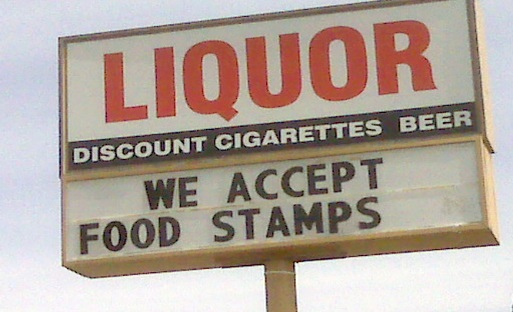 LIQUOR
DISCOUNT CIGARETTES BEER
WE ACCEPT
FOOD STAMPS